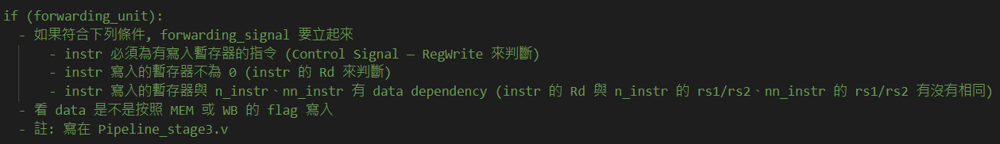 if (forwarding_unit):
- 如果符合下列條件, forwarding_signal 要立起來
- instr 必須為有寫入暫存器的指令 (Control Signal — RegWrite 來判斷)
- instr 寫入的暫存器不為 0 (instr 的 Rd 來判斷)
- instr 寫入的暫存器與 n_instr、nn_instr 有 data dependency (instr 的 Rd 與 n_instr 的 rs1/rs2、nn_instr 的 rs1/rs2 有沒有相同)
- 看 data 是不是按照 MEM 或 WB 的 flag 寫入
- 註: 寫在 Pipeline_stage3.v